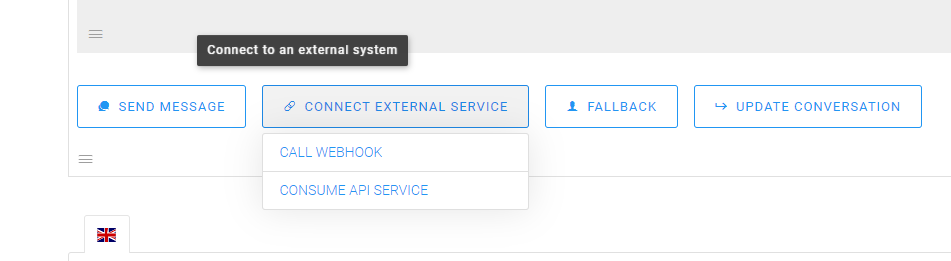 Connect to an external system
SEND MESSAGE
CONNECT EXTERNAL SERVICE
FALLBACK
UPDATE CONVERSATION
CALL WEBHOOK
CONSUME API SERVICE